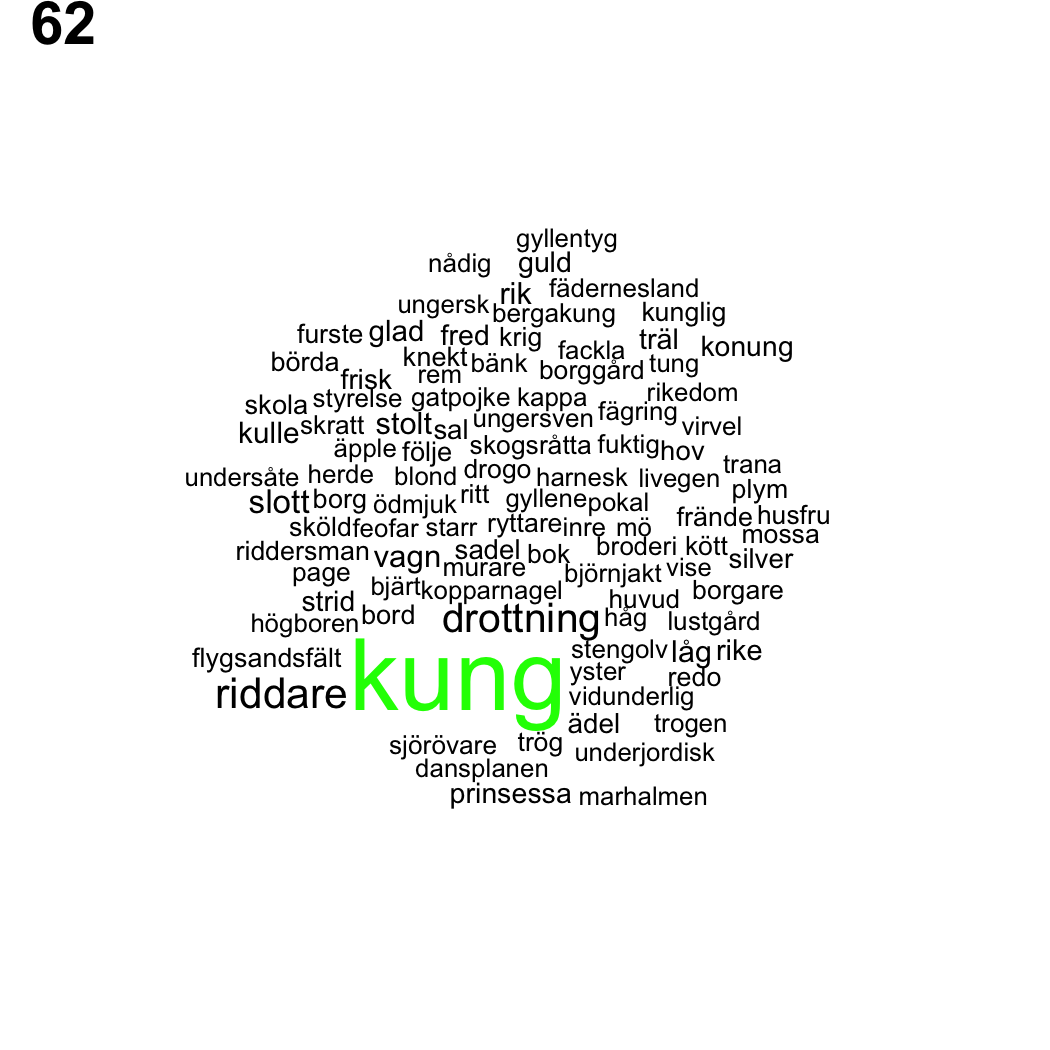 62
gyllentyg
nådig guld
rik fädernesland
ungersk bergakung kunglig
furste glad fred krig träl konung
börda knekt bänk fackla borggård tung
frisk rem
skola styrelse gatpojke kappa rikedom
kulle skratt stolt sal ungersven fägring virvel
äpple följe skogsråtta fuktig hov
undersåte herde blond drogo harnesk livegen trana
slott borg ödmjuk ritt gyllene pokal plym
sköld feofar starr ryttare inre mö frände husfru
riddersman vagn sadel bok broderi kött mossa
page murare björnjakt vise silver
bjärt kopparnagel borgare
strid bord drottning huvud
högboren håg lustgård
flygsandsfält kung stengolv låg rike
riddare yster redo
vidunderlig
ädel trogen
sjörövare trög underjordisk
dansplanen
prinsessa marhalmen